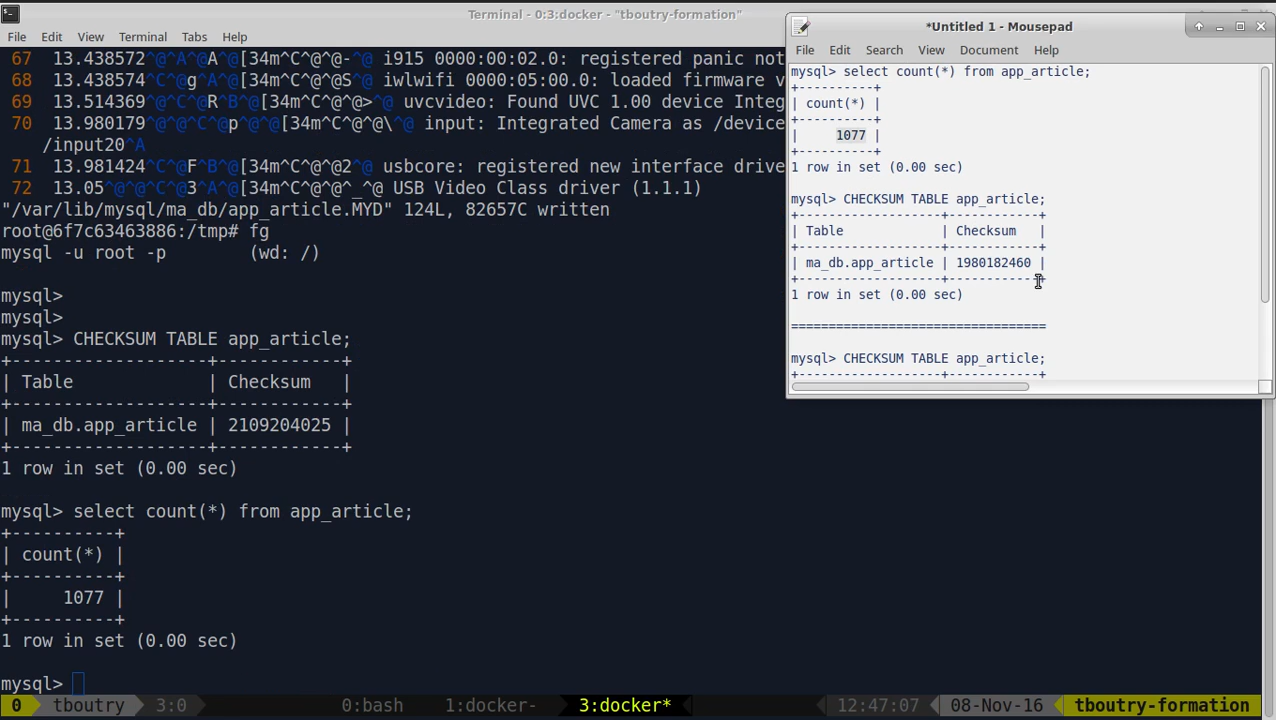 Terminal - 0:3:docker - "tboutry-formation"
File Edit View Terminal Tabs Help
67 13.438572^@^A^A^@[34m^C^@^@-^@ i915 0000:00:02.0: registered panic not
68 13.438574^C^@g^A^@[34m^C^@^@S^@ iwlwifi 0000:05:00.0: loaded firmware v
69 13.514369^@^C^@R^B^@[34m^C^@^@>^@ uvcvideo: Found UVC 1.00 device Integ
70 13.980179^@^@^C^@p^@^@[34m^C^@^@\^@ input: Integrated Camera as /device
/input20^A
71 13.981424^C^@F^B^@[34m^C^@^@2^@ usbcore: registered new interface drive
72 13.05^@^@^@^C^@3^A^@[34m^C^@^@^_^@ USB Video Class driver (1.1.1)
"/var/lib/mysql/ma_db/app_article.MYD" 124L, 82657C written
root@6f7c63463886:/tmp# fg
mysql -u root -p (wd: /)
mysql>
mysql>
mysql> CHECKSUM TABLE app_article;
+-------------------+------------+
| Table | Checksum |
+-------------------+------------+
| ma_db.app_article | 2109204025 |
+-------------------+------------+
1 row in set (0.00 sec)
mysql> select count(*) from app_article;
+----------+
| count(*) |
+----------+
| 1077 |
+----------+
1 row in set (0.00 sec)
mysql>
0 tboutry 3:0 0:bash 1:docker- 3:docker* 12:47:07 08-Nov-16 tboutry-formation
*Untitled 1 - Mousepad
File Edit Search View Document Help
mysql> select count(*) from app_article;
+----------+
| count(*) |
+----------+
| 1077 |
+----------+
1 row in set (0.00 sec)
mysql> CHECKSUM TABLE app_article;
+-------------------+------------+
| Table | Checksum |
+-------------------+------------+
| ma_db.app_article | 1980182460 |
+-------------------+------------+
1 row in set (0.00 sec)
==================================
mysql> CHECKSUM TABLE app_article;
+-------------------+------------+